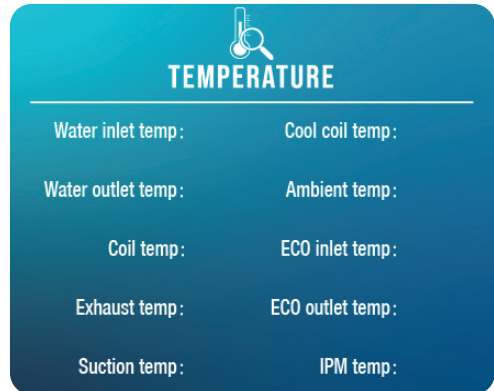 TEMPERATURE
Water inlet temp: Cool coil temp:
Water outlet temp: Ambient temp:
Coil temp: ECO inlet temp:
Exhaust temp: ECO outlet temp:
Suction temp: IPM temp: